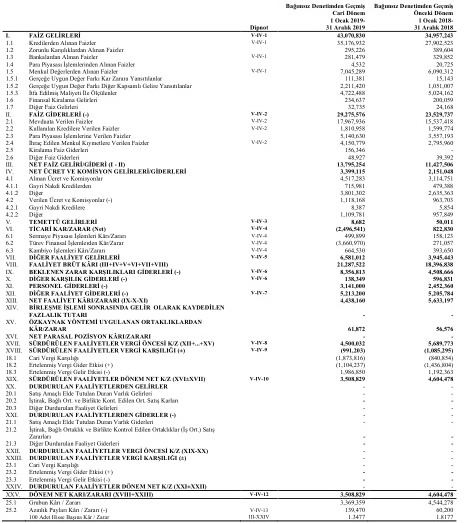 Bağımsız Denetimden Geçmiş Bağımsız Denetimden Geçmiş
Cari Dönem Önceki Dönem
1 Ocak 2019- 1 Ocak 2018-
Dipnot 31 Aralık 2019 31 Aralık 2018
I. FAİZ GELİRLERİ V-IV-1 43,070,830 34,957,243
1.1 Kredilerden Alınan Faizler V-IV-1 35,176,932 27,902,523
1.2 Zorunlu Karşılıklardan Alınan Faizler 295,226 389,604
1.3 Bankalardan Alınan Faizler V-IV-1 281,479 329,852
1.4 Para Piyasası İşlemlerinden Alınan Faizler 4,532 20,725
1.5 Menkul Değerlerden Alınan Faizler V-IV-1 7,045,289 6,090,312
1.5.1 Gerçeğe Uygun Değer Farkı Kar Zarara Yansıtılanlar 111,381 15,143
1.5.2 Gerçeğe Uygun Değer Farkı Diğer Kapsamlı Gelire Yansıtılanlar 2,211,420 1,051,007
1.5.3 İtfa Edilmiş Maliyeti İle Ölçülenler 4,722,488 5,024,162
1.6 Finansal Kiralama Gelirleri 234,637 200,059
1.7 Diğer Faiz Gelirleri 32,735 24,168
II. FAİZ GİDERLERİ (-) V-IV-2 29,275,576 23,529,737
2.1 Mevduata Verilen Faizler V-IV-2 17,967,936 15,537,418
2.2 Kullanılan Kredilere Verilen Faizler V-IV-2 1,810,958 1,599,774
2.3 Para Piyasası İşlemlerine Verilen Faizler 5,140,630 3,557,193
2.4 İhraç Edilen Menkul Kıymetlere Verilen Faizler V-IV-2 4,150,779 2,795,960
2.5 Kiralama Faiz Giderleri 156,346 -
2.6 Diğer Faiz Giderleri 48,927 39,392
III. NET FAİZ GELİRİ/GİDERİ (I - II) 13,795,254 11,427,506
IV. NET ÜCRET VE KOMİSYON GELİRLERİ/GİDERLERİ 3,399,115 2,151,048
4.1 Alınan Ücret ve Komisyonlar 4,517,283 3,114,751
4.1.1 Gayri Nakdi Kredilerden 715,981 479,388
4.1.2 Diğer 3,801,302 2,635,363
4.2 Verilen Ücret ve Komisyonlar (-) 1,118,168 963,703
4.2.1 Gayri Nakdi Kredilere 8,387 5,854
4.2.2 Diğer 1,109,781 957,849
V. TEMETTÜ GELİRLERİ V-IV-3 8,682 50,011
VI. TİCARİ KAR/ZARAR (Net) V-IV-4 (2,496,541) 822,830
6.1 Sermaye Piyasası İşlemleri Kârı/Zararı V-IV-4 499,899 158,123
6.2 Türev Finansal İşlemlerden Kâr/Zarar V-IV-4 (3,660,970) 271,057
6.3 Kambiyo İşlemleri Kârı/Zararı V-IV-4 664,530 393,650
VII. DİĞER FAALİYET GELİRLERİ V-IV-5 6,581,012 3,945,443
VIII. FAALİYET BRÜT KÂRI (III+IV+V+VI+VII+VIII) 21,287,522 18,396,838
IX. BEKLENEN ZARAR KARŞILIKLARI GİDERLERİ (-) V-IV-6 8,356,813 4,508,666
X. DİĞER KARŞILIK GİDERLERİ (-) V-IV-6 138,349 596,831
XI. PERSONEL GİDERLERİ (-) 3,141,000 2,452,360
XII. DİĞER FAALİYET GİDERLERİ (-) V-IV-7 5,213,200 5,205,784
XIII. NET FAALİYET KÂRI/ZARARI (IX-X-XI) 4,438,160 5,633,197
XIV. BİRLEŞME İŞLEMİ SONRASINDA GELİR OLARAK KAYDEDİLEN
FAZLALIK TUTARI - -
XV. ÖZKAYNAK YÖNTEMİ UYGULANAN ORTAKLIKLARDAN
KÂR/ZARAR 61,872 56,576
XVI. NET PARASAL POZİSYON KÂRI/ZARARI - -
XVII. SÜRDÜRÜLEN FAALİYETLER VERGİ ÖNCESİ K/Z (XII+...+XV) V-IV-8 4,500,032 5,689,773
XVIII. SÜRDÜRÜLEN FAALİYETLER VERGİ KARŞILIĞI (±) V-IV-9 (991,203) (1,085,295)
18.1 Cari Vergi Karşılığı (1,873,816) (840,854)
18.2 Ertelenmiş Vergi Gider Etkisi (+) (1,104,237) (1,436,804)
18.3 Ertelenmiş Vergi Gelir Etkisi (-) 1,986,850 1,192,363
XIX. SÜRDÜRÜLEN FAALİYETLER DÖNEM NET K/Z (XVI±XVII) V-IV-10 3,508,829 4,604,478
XX. DURDURULAN FAALİYETLERDEN GELİRLER - -
20.1 Satış Amaçlı Elde Tutulan Duran Varlık Gelirleri - -
20.2 İştirak, Bağlı Ort. ve Birlikte Kont. Edilen Ort. Satış Karları - -
20.3 Diğer Durdurulan Faaliyet Gelirleri - -
XXI. DURDURULAN FAALİYETLERDEN GİDERLER (-) - -
21.1 Satış Amaçlı Elde Tutulan Duran Varlık Giderleri - -
21.2 İştirak, Bağlı Ortaklık ve Birlikte Kontrol Edilen Ortaklıklar (İş Ort.) Satış
Zararları - -
21.3 Diğer Durdurulan Faaliyet Giderleri - -
XXII. DURDURULAN FAALİYETLER VERGİ ÖNCESİ K/Z (XIX-XX) - -
XXIII. DURDURULAN FAALİYETLER VERGİ KARŞILIĞI (±) - -
23.1 Cari Vergi Karşılığı - -
23.2 Ertelenmiş Vergi Gider Etkisi (+) - -
23.3 Ertelenmiş Vergi Gelir Etkisi (-) - -
XXIV. DURDURULAN FAALİYETLER DÖNEM NET K/Z (XXI±XXII) - -
XXV. DÖNEM NET KARI/ZARARI (XVIII+XXIII) V-IV-12 3,508,829 4,604,478
25.1 Grubun Kârı / Zararı 3,369,359 4,544,278
25.2 Azınlık Payları Kârı / Zararı (-) V-IV-13 139,470 60,200
100 Adet Hisse Başına Kâr / Zarar III-XXIV 1.3477 1.8177